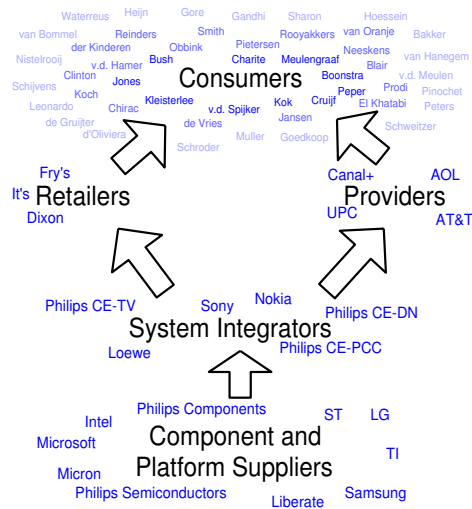 Waterreus Heijn Gore Gandhi Sharon Hoessein
van Bommel Reinders Smith Rooyakkers van Oranje Bakker
der Kinderen Obbink Pietersen Neeskens van Hanegem
Nistelrooij v.d. Hamer Bush Charite Meulengraaf Blair
Schijvens Clinton Jones Consumers Boonstra v.d. Meulen
Koch Peper Prodi Pinochet
Leonardo Chirac Kleisterlee v.d. Spijker Kok Cruijf El Khatabi Peters
de Gruijter de Vries Jansen Schweitzer
d'Oliviera Muller Goedkoop
Schroder
Fry's Canal+ AOL
It's Retailers Providers
Dixon UPC AT&T
Philips CE-TV Sony Nokia Philips CE-DN
System Integrators
Loewe Philips CE-PCC
Philips Components ST LG
Intel
Microsoft Component and TI
Micron Platform Suppliers
Philips Semiconductors Liberate Samsung